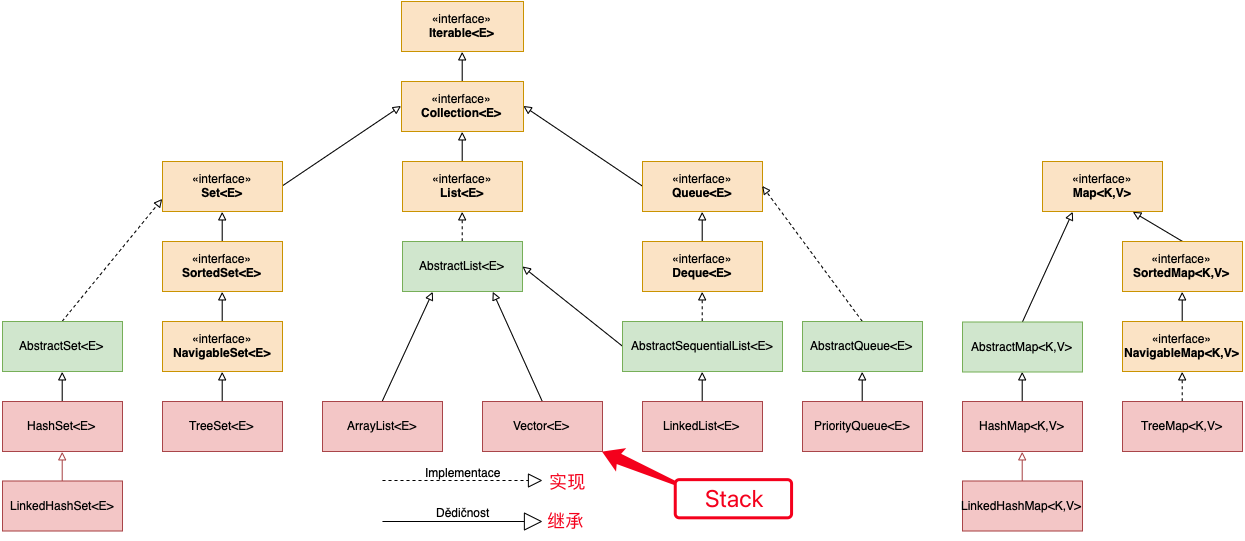 «interface»
Iterable<E>
«interface»
Collection<E>
«interface»
Set<E>
«interface»
List<E>
«interface»
Queue<E>
«interface»
Map<K,V>
«interface»
SortedSet<E>
AbstractList<E>
«interface»
Deque<E>
«interface»
SortedMap<K,V>
AbstractSet<E>
«interface»
NavigableSet<E>
AbstractSequentialList<E>
AbstractQueue<E>
AbstractMap<K,V>
«interface»
NavigableMap<K,V>
HashSet<E>
TreeSet<E>
ArrayList<E>
Vector<E>
LinkedList<E>
PriorityQueue<E>
HashMap<K,V>
TreeMap<K,V>
LinkedHashSet<E>
Implementace
实现
Stack
LinkedHashMap<K,V>
Dědičnost
继承